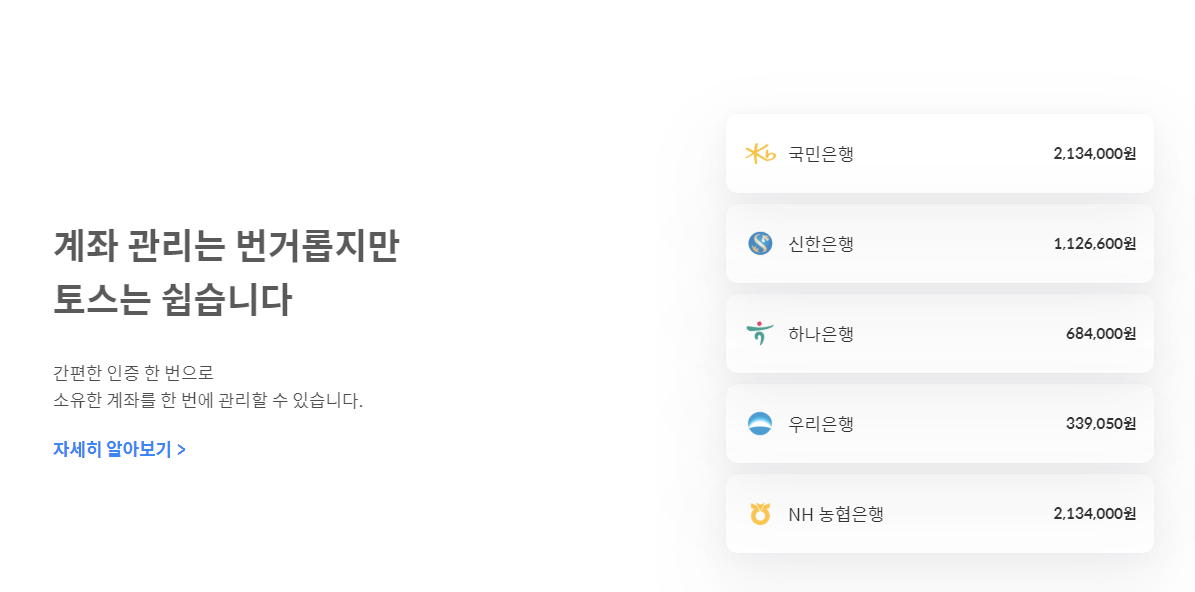 계좌 관리는 번거롭지만
토스는 쉽습니다
간편한 인증 한 번으로
소유한 계좌를 한 번에 관리할 수 있습니다.
자세히 알아보기 >
국민은행 2,134,000원
신한은행 1,126,600원
하나은행 684,000원
우리은행 339,050원
NH 농협은행 2,134,000원